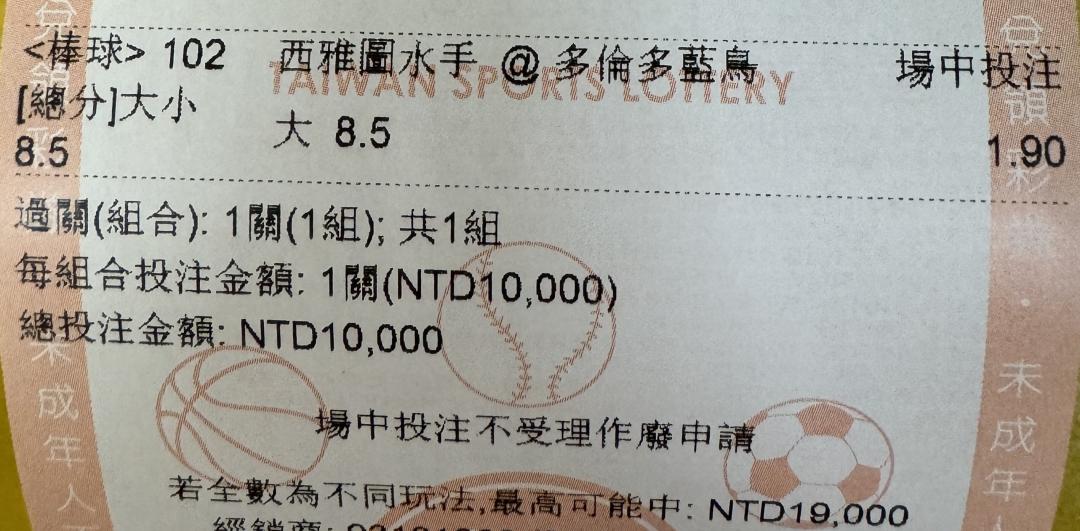 <棒球> 102 西雅圖水手 @ 多倫多藍鳥 場中投注
TAIWAN SPORTS LOTTERY
[總分]大小
大 8.5
8.5 1.90
過關(組合): 1關(1組); 共1組
每組合投注金額: 1關(NTD10,000)
總投注金額: NTD10,000
場中投注不受理作廢申請
若全數為不同玩法,最高可能中: NTD19,000
經銷商:
未成年人
未成年